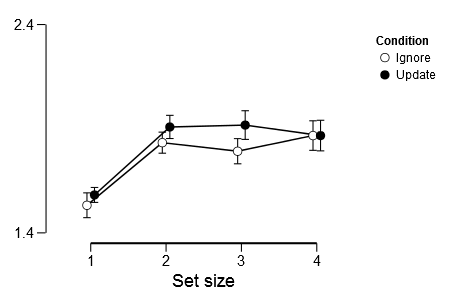 2.4
Condition
Ignore
Update
1.4
1 2 3 4
Set size